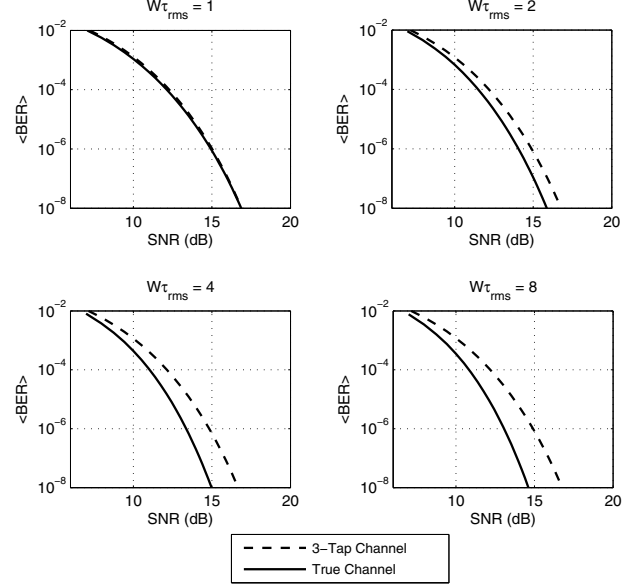 Wτrms = 1
10−2
10−4
10−6
10−8
<BER>
10
15
20
SNR (dB)
Wτrms = 2
10−2
10−4
10−6
10−8
<BER>
10
15
20
SNR (dB)
Wτrms = 4
10−2
10−4
10−6
10−8
<BER>
10
15
20
SNR (dB)
Wτrms = 8
10−2
10−4
10−6
10−8
<BER>
10
15
20
SNR (dB)
3−Tap Channel
True Channel